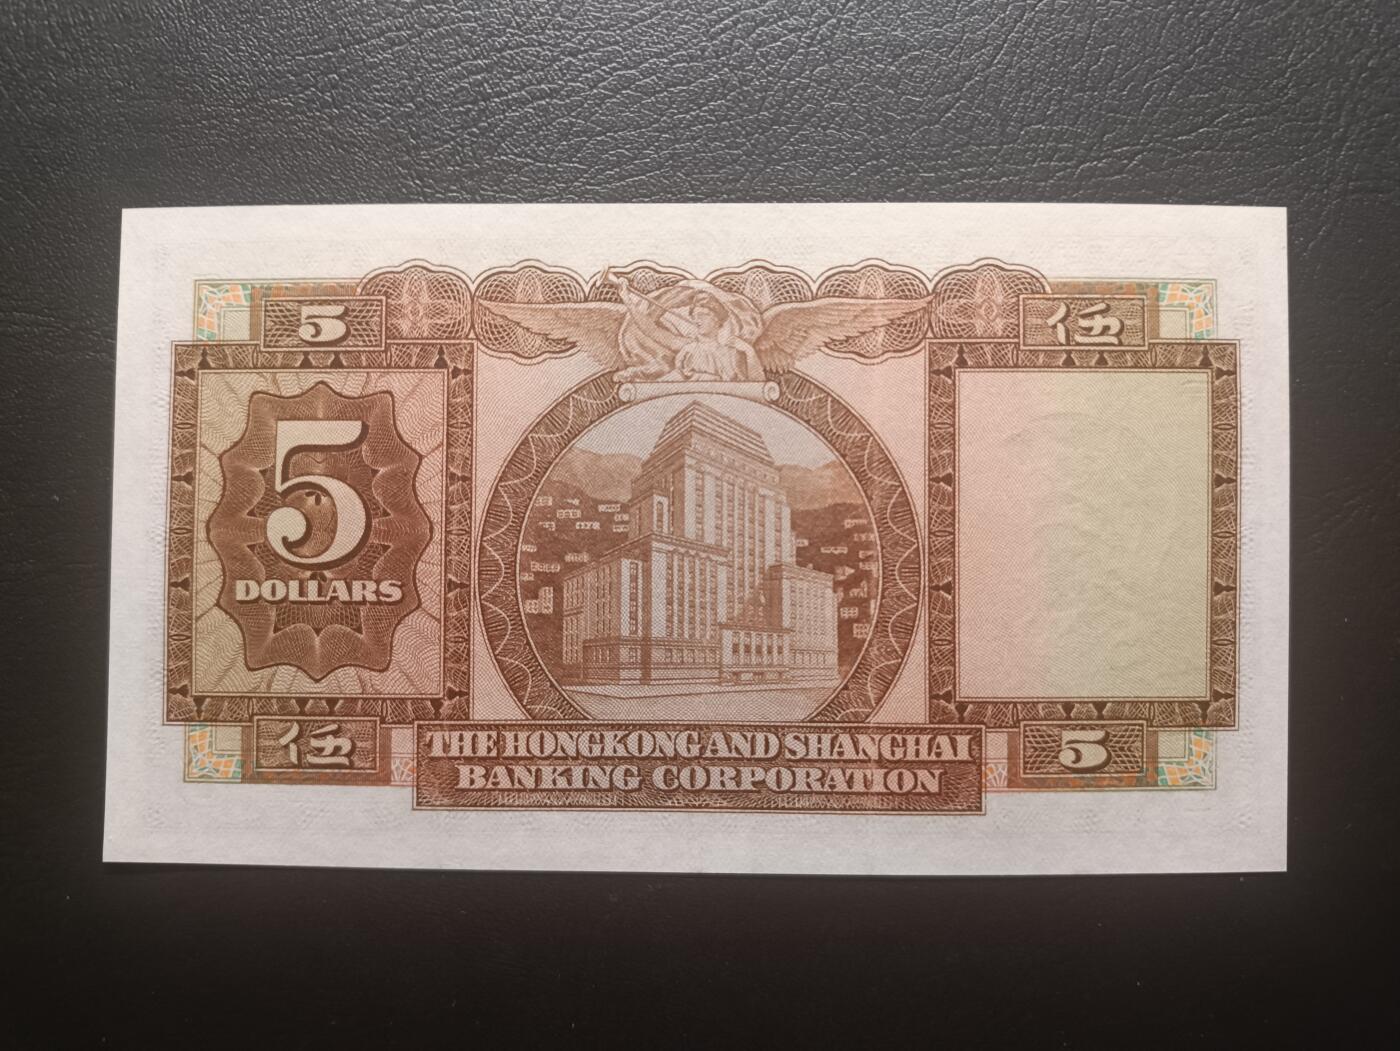 5
伍
5
DOLLARS
伍
5
THE HONGKONG AND SHANGHAI
BANKING CORPORATION